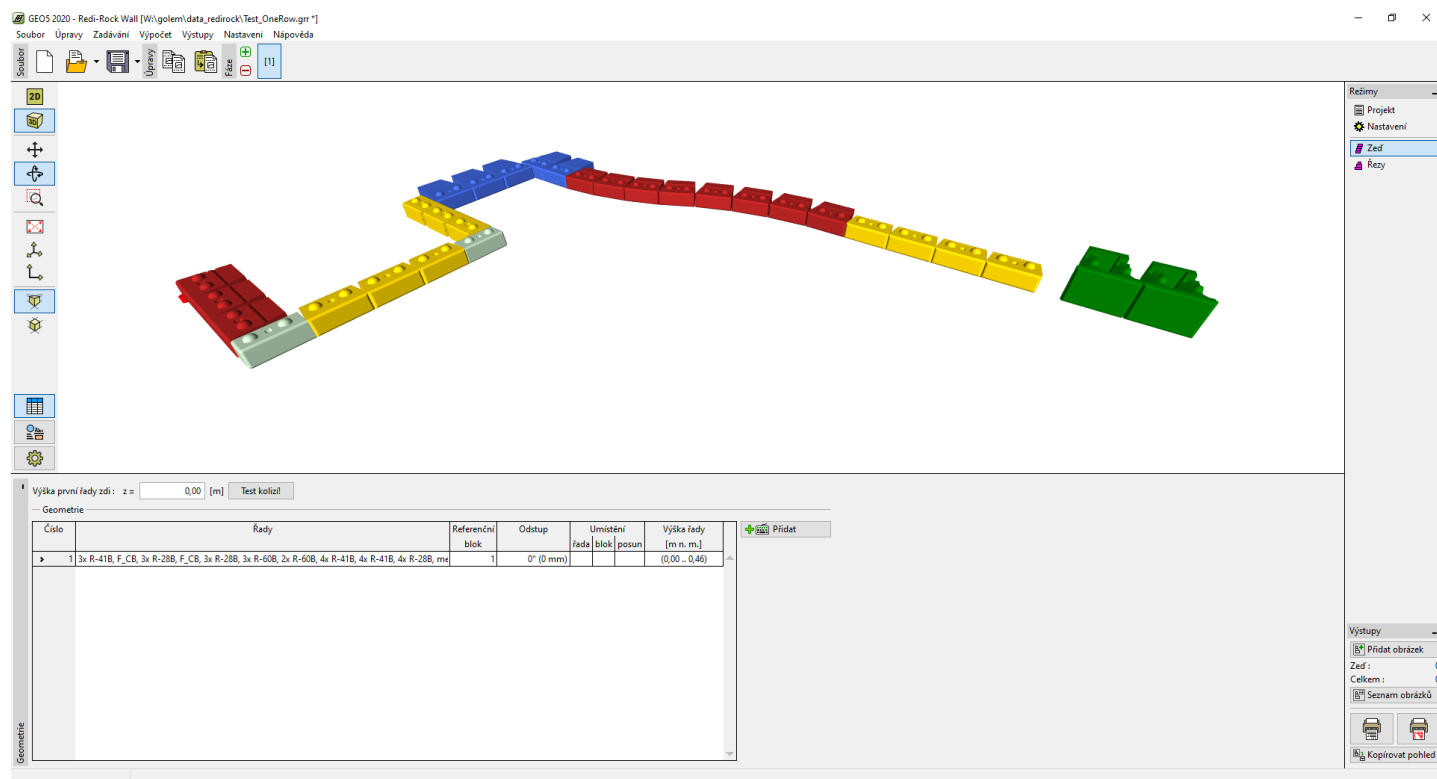 GEO5 2020 - Redi-Rock Wall [W:\golem\data_redirock\Test_OneRow.grr *]
Soubor Úpravy Zadávání Výpočet Výstupy Nastavení Nápověda
Soubor
Úpravy
Fáze
[1]
2D
3D
Režimy
Projekt
Nastavení
Zeď
Řezy
Výška první řady zdi : z = 0,00 [m] Test kolizí!
Geometrie
Číslo Řady Referenční blok Odstup Umístění Výška řady
řada blok posun [m n. m.]
Přidat
1 3x R-41B, F_CB, 3x R-28B, F_CB, 3x R-28B, 3x R-60B, 2x R-60B, 4x R-41B, 4x R-41B, 4x R-28B, me 1 0° (0 mm) (0,00 .. 0,46)
Geometrie
Výstupy
Přidat obrázek
Zeď :
Celkem :
Seznam obrázků
Kopírovat pohled